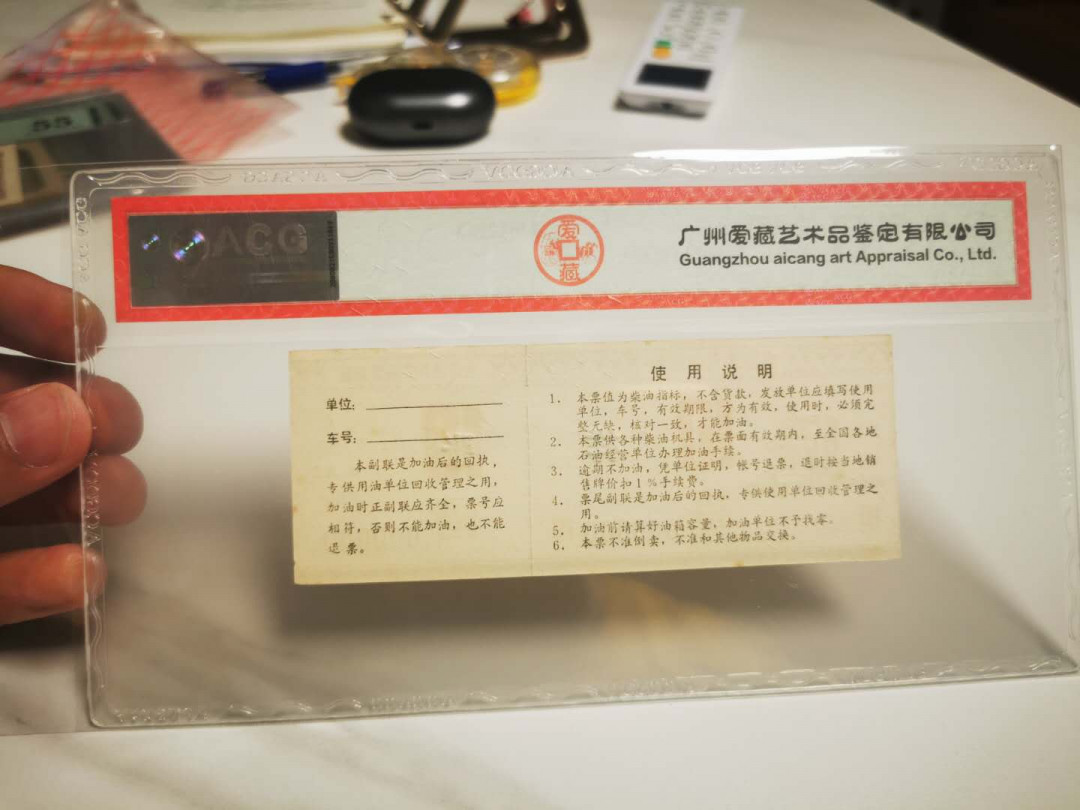 55
ACG
爱
藏
广州爱藏艺术品鉴定有限公司
Guangzhou aicang art Appraisal Co., Ltd.
单位:
车号:
本副联是加油后的回执,
专供用油单位回收管理之用,
加油时正副联应齐全,票号应
相符,否则不能加油,也不能
退票。
使用说明
1. 本票值为柴油指标,不含货款,发放单位应填写使用
单位,车号,有效期限,方为有效,使用时,必须完
整无缺,核对一致,才能加油。
2. 本票供各种柴油机具,在票面有效期内,至全国各地
石油经营单位办理加油手续。
3. 逾期不加油,凭单位证明,帐号退票,退时按当地销
售牌价扣1%手续费。
4. 票尾副联是加油后的回执,专供使用单位回收管理之
用。
5. 加油前请算好油箱容量,加油单位不予找零。
6. 本票不准倒卖,不准和其他物品交换。